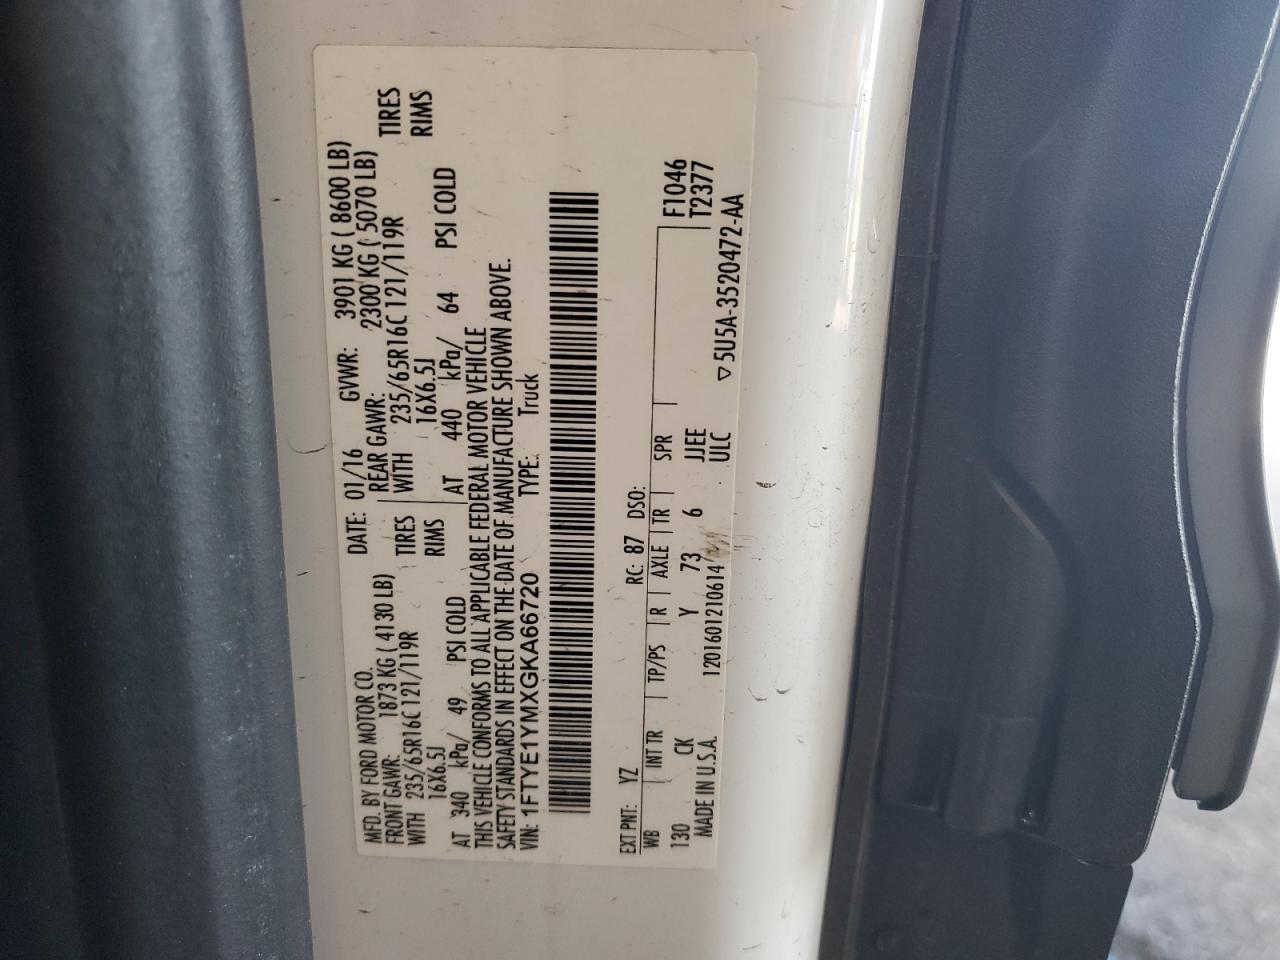 MFD. BY FORD MOTOR CO. DATE: 01/16 GVWR: 3901 KG ( 8600 LB)
FRONT GAWR: 1873 KG ( 4130 LB) REAR GAWR: 2300 KG ( 5070 LB)
WITH 235/65R16C 121/119R TIRES WITH 235/65R16C 121/119R TIRES
16X6.5J RIMS 16X6.5J RIMS
AT 340 kPa/ 49 PSI COLD AT 440 kPa/ 64 PSI COLD
THIS VEHICLE CONFORMS TO ALL APPLICABLE FEDERAL MOTOR VEHICLE
SAFETY STANDARDS IN EFFECT ON THE DATE OF MANUFACTURE SHOWN ABOVE.
VIN: 1FTYE1YMXGKA66720 TYPE: Truck
EXT PNT: YZ RC: 87 DSO:
WB INT TR TP/PS R AXLE TR SPR F1046
130 CK Y 73 6 JJEE T2377
MADE IN U.S.A. 1201601210614 ULC
▽ 5U5A-3520472-AA